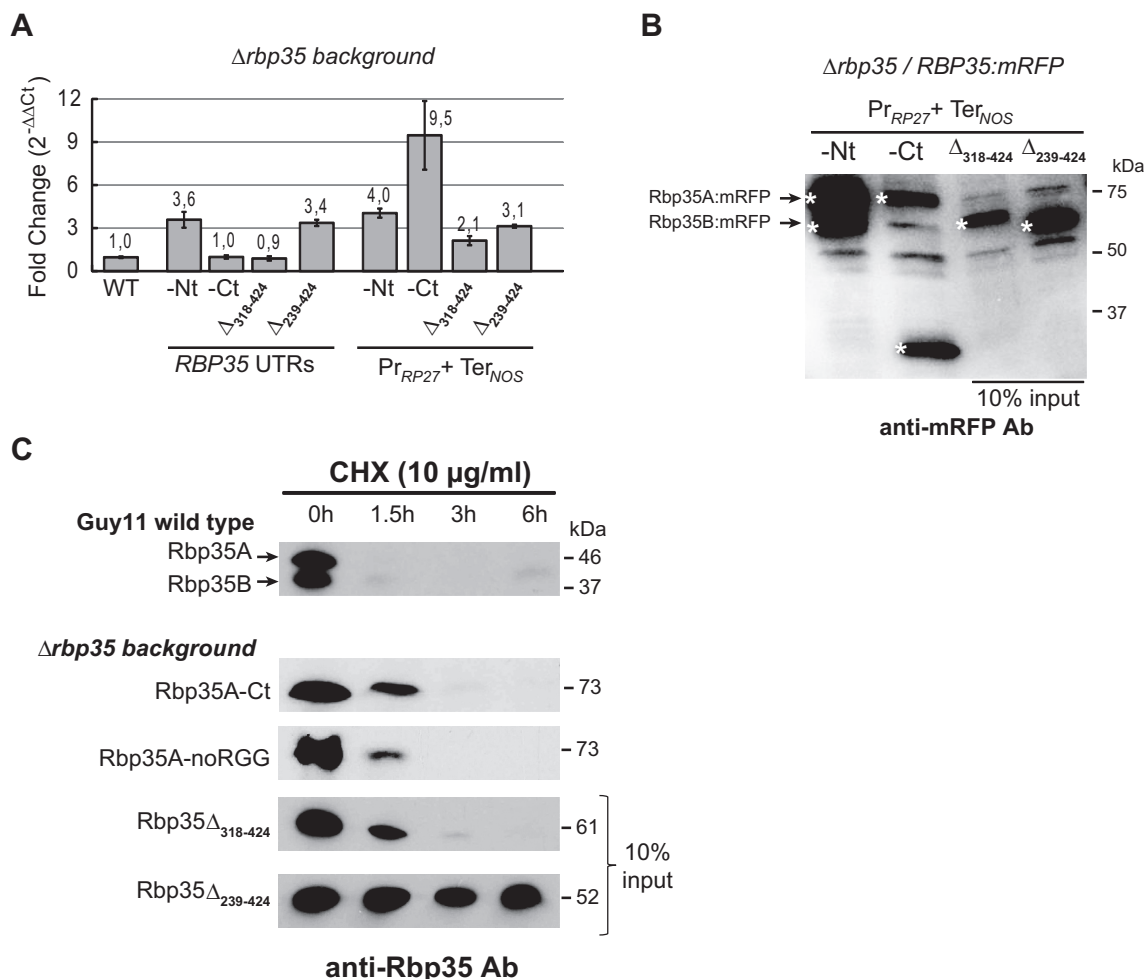 A
Δrbp35 background
Fold Change (2-ΔΔCt)
12
9
6
3
0
1,0
3,6
1,0
0,9
3,4
4,0
9,5
2,1
3,1
WT
-Nt
-Ct
Δ318-424
Δ239-424
-Nt
-Ct
Δ318-424
Δ239-424
RBP35 UTRs
PrRP27+ TerNOS
B
Δrbp35 / RBP35:mRFP
PrRP27+ TerNOS
-Nt -Ct Δ318-424 Δ239-424
kDa
Rbp35A:mRFP
Rbp35B:mRFP
* * * * * * *
- 75
- 50
- 37
10% input
anti-mRFP Ab
C
CHX (10 µg/ml)
Guy11 wild type
0h 1.5h 3h 6h
kDa
Rbp35A
Rbp35B
- 46
- 37
Δrbp35 background
Rbp35A-Ct
- 73
Rbp35A-noRGG
- 73
Rbp35Δ318-424
- 61
Rbp35Δ239-424
- 52
10%
input
anti-Rbp35 Ab